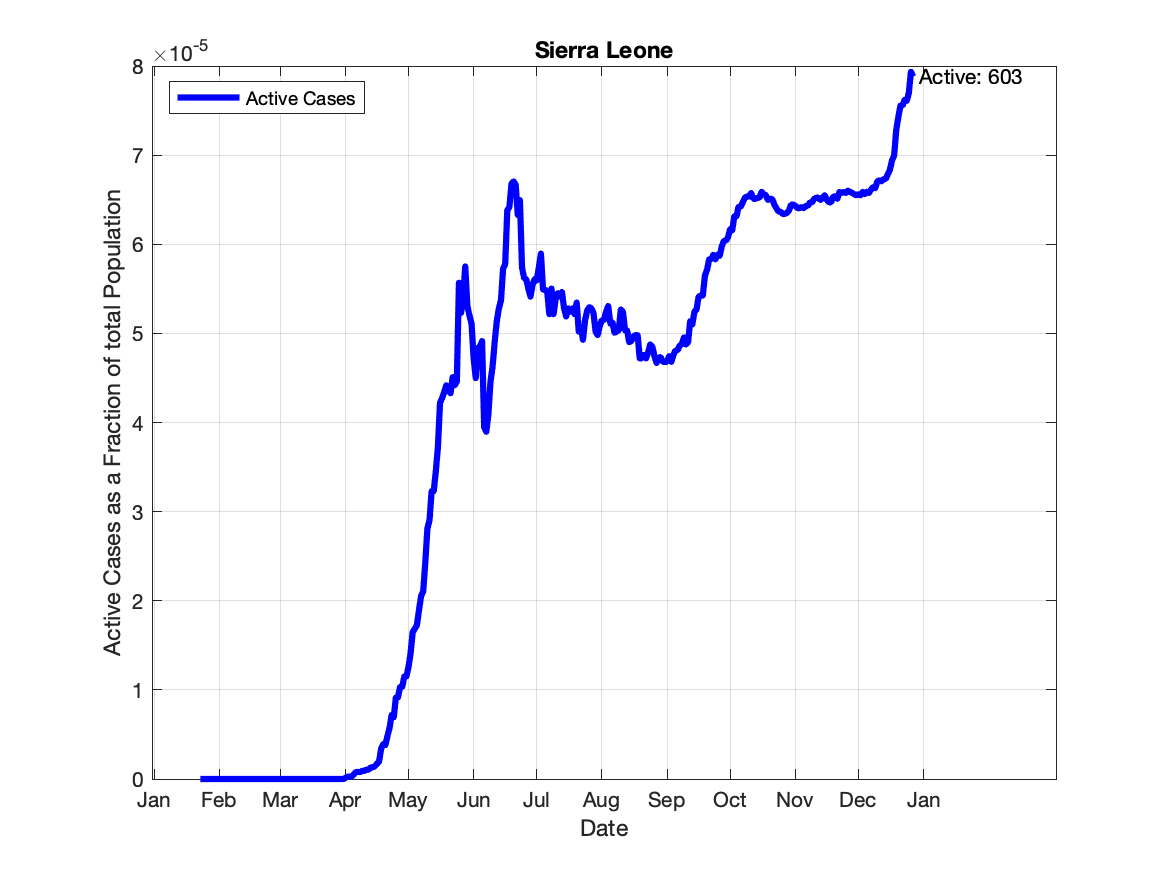 Sierra Leone
×10-5
Active Cases
Active: 603
8
7
6
5
4
3
2
1
0
Active Cases as a Fraction of total Population
Jan Feb Mar Apr May Jun Jul Aug Sep Oct Nov Dec Jan
Date